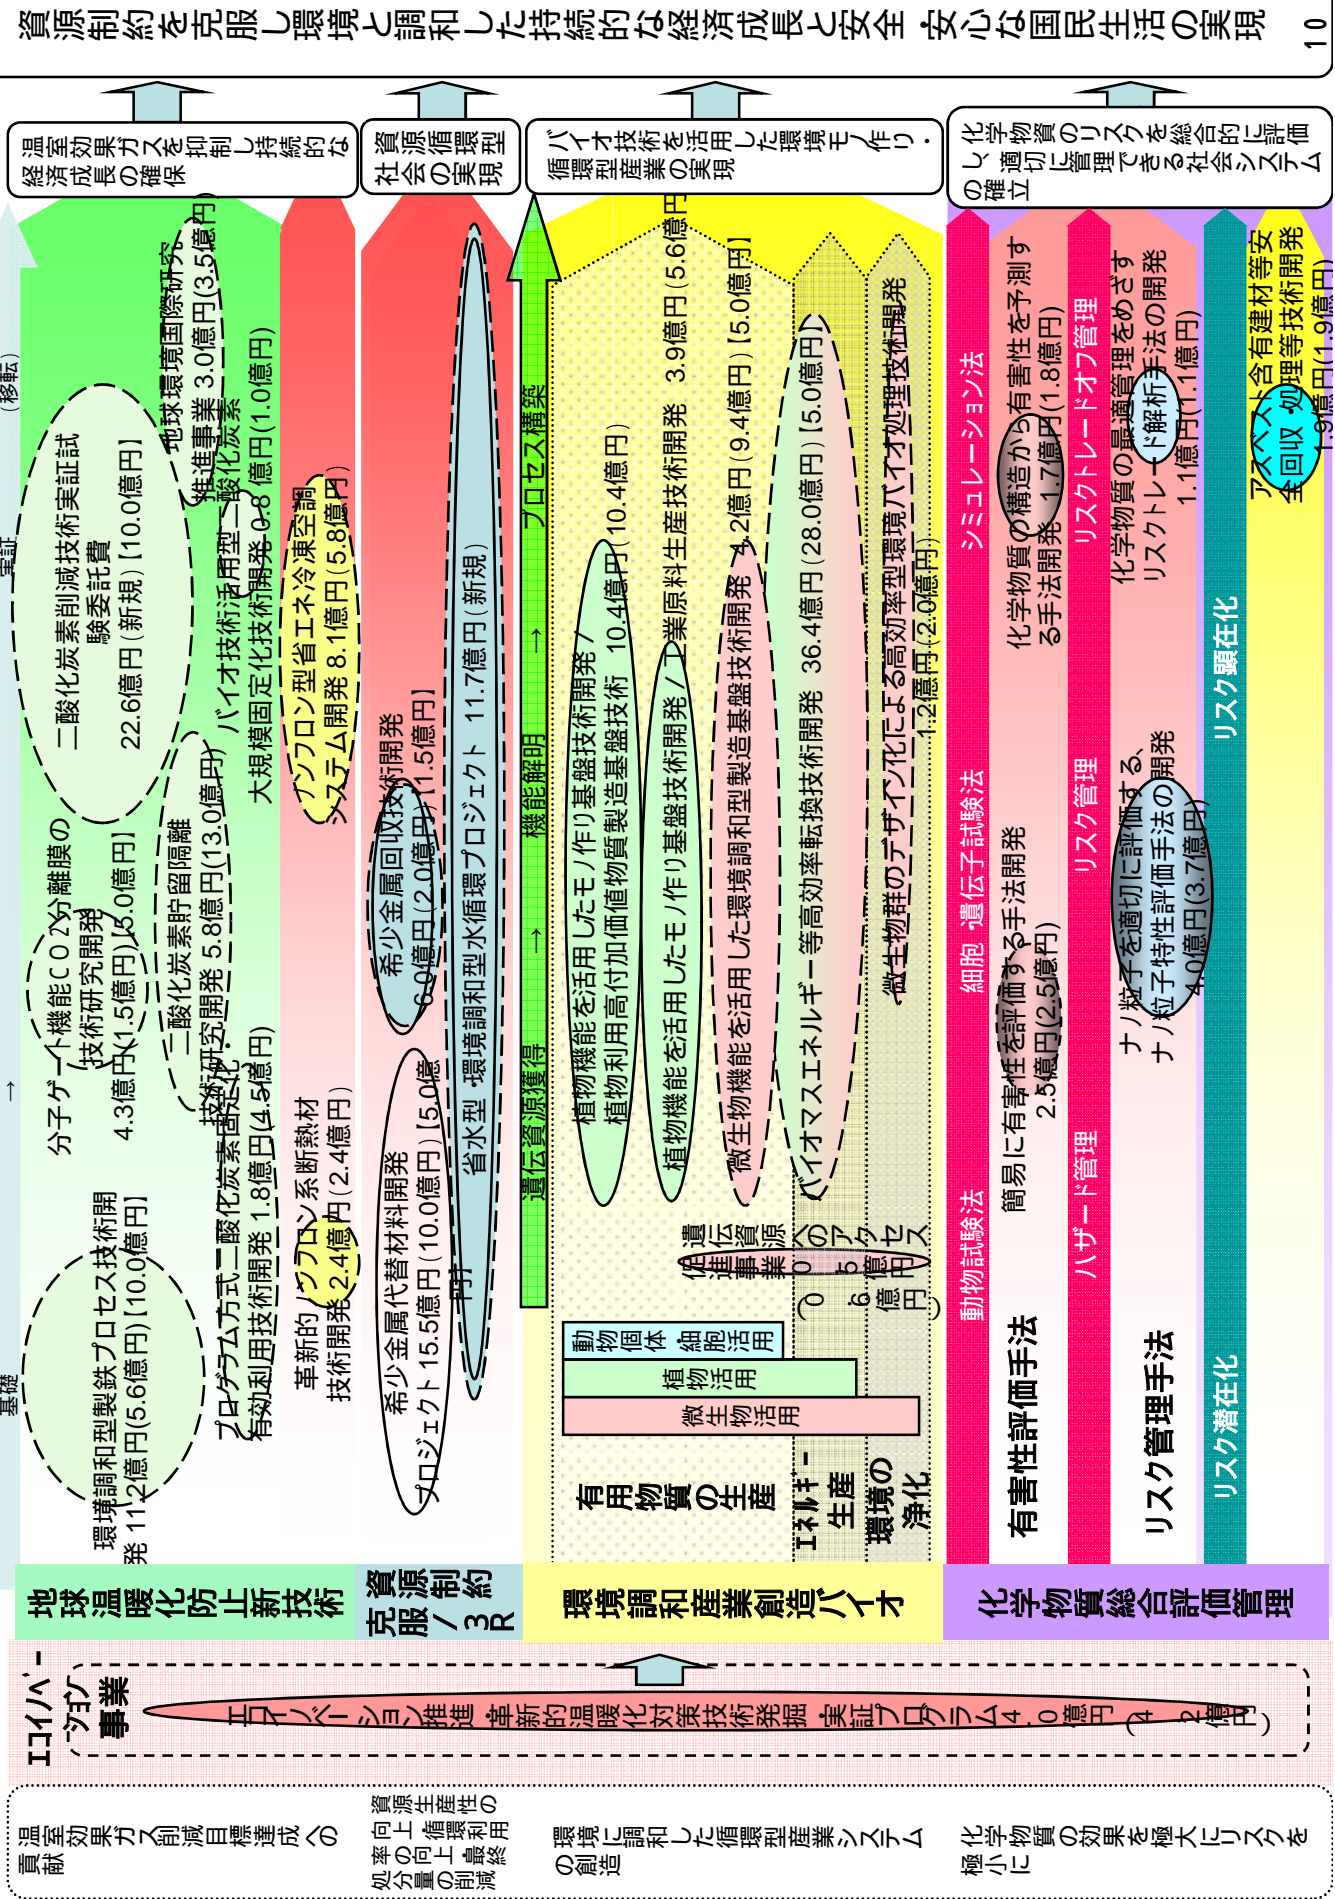 資源制約を克服し環境と調和した持続的な経済成長と安全・安心な国民生活の実現
10
温室効果ガスを抑制し持続的な
経済成長の確保
資源循環型
社会の実現
バイオ技術を活用した環境モノ作り・
循環型産業の実現
化学物質のリスクを総合的に評価
し、適切に管理できる社会システム
の確立
基礎
→
実証
(移転)
環境調和型製鉄プロセス技術開
発 11.2億円(5.6億円)【10.0億円】
分子ゲート機能CO2分離膜の
技術研究開発
4.3億円(1.5億円)【5.0億円】
二酸化炭素削減技術実証試
験委託費
22.6億円(新規)【10.0億円】
二酸化炭素貯留隔離
技術研究開発 5.8億円(13.0億円)
地球環境国際研究
推進事業 3.0億円(3.5億円)
プログラム方式二酸化炭素固定化・
有効利用技術開発 1.8億円(4.5億円)
バイオ技術活用型二酸化炭素
大規模固定化技術開発 0.8億円(1.0億円)
革新的ノンフロン系断熱材
技術開発 2.4億円(2.4億円)
ノンフロン型省エネ冷凍空調
システム開発 8.1億円(5.8億円)
希少金属代替材料開発
プロジェクト 15.5億円(10.0億円)【5.0億
円】
希少金属回収技術開発
6.0億円(2.0億円)【1.5億円】
省水型・環境調和型水循環プロジェクト 11.7億円(新規)
遺伝資源獲得 → 機能解明 → プロセス構築
植物機能を活用したモノ作り基盤技術開発/
植物利用高付加価値物質製造基盤技術 10.4億円(10.4億円)
植物機能を活用したモノ作り基盤技術開発/工業原料生産技術開発 3.9億円(5.6億円
微生物機能を活用した環境調和型製造基盤技術開発 4.2億円(9.4億円)【5.0億円】
バイオマスエネルギー等高効率転換技術開発 36.4億円(28.0億円)【5.0億円】
微生物群のデザイン化による高効率型環境バイオ処理技術開発
1.2億円(2.0億円)
遺伝資源へのアクセス
促進事業 0.5億円
(0.6億円)
動物個体・細胞活用
植物活用
微生物活用
有用物質の生産
エネルギー
生産
環境の
浄化
動物試験法
細胞・遺伝子試験法
シミュレーション法
有害性評価手法
簡易に有害性を評価する手法開発
2.5億円(2.5億円)
化学物質の構造から有害性を予測す
る手法開発 1.7億円(1.8億円)
ハザード管理
リスク管理
リスクトレードオフ管理
リスク管理手法
ナノ粒子を適切に評価する、
ナノ粒子特性評価手法の開発
4.0億円(3.7億円)
化学物質の最適管理をめざす
リスクトレード解析手法の開発
1.1億円(1.1億円)
リスク潜在化
リスク顕在化
アスベスト含有建材等安
全回収・処理等技術開発
1.9億円(1.9億円)
地球温暖化防止新技術
資源制約
克服/3R
環境調和産業創造バイオ
化学物質総合評価管理
エコイノベー
ション
事業
エコイノベーション推進・革新的温暖化対策技術発掘・実証プログラム4.0億円(4.2億円)
温室効果ガス削減目標達成への
貢献
資源生産性の
向上・循環利用
率の向上・最終
処分量の削減
環境に調和した循環型産業システム
の創造
化学物質の効果を極大にリスクを
極小に